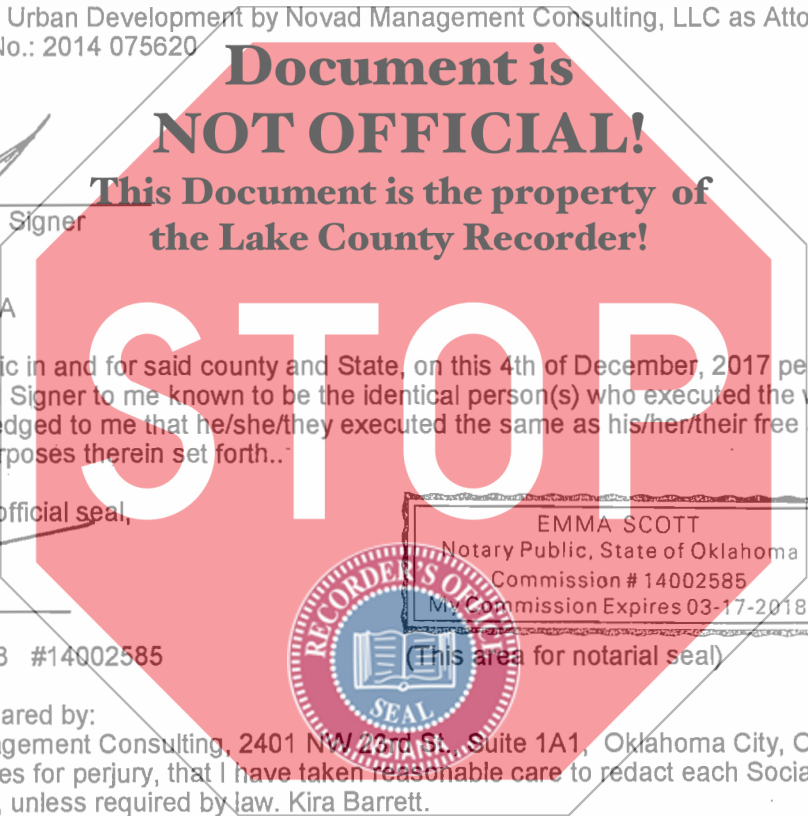 Urban Development by Novad Management Consulting, LLC as Atto
No.: 2014 075620
Document is
NOT OFFICIAL!
This Document is the property of
the Lake County Recorder!
Signer
A
STOP
ic in and for said county and State, on this 4th of December, 2017 pe
Signer to me known to be the identical person(s) who executed the w
edged to me that he/she/they executed the same as his/her/their free
rposes therein set forth..
official seal,
EMMA SCOTT
Notary Public, State of Oklahoma
Commission # 14002585
My Commission Expires 03-17-2018
RECORDER'S OFFICE
SEAL
3 #14002585
(This area for notarial seal)
ared by:
agement Consulting, 2401 NW 23rd St., Suite 1A1, Oklahoma City, O
es for perjury, that I have taken reasonable care to redact each Socia
, unless required by law. Kira Barrett.